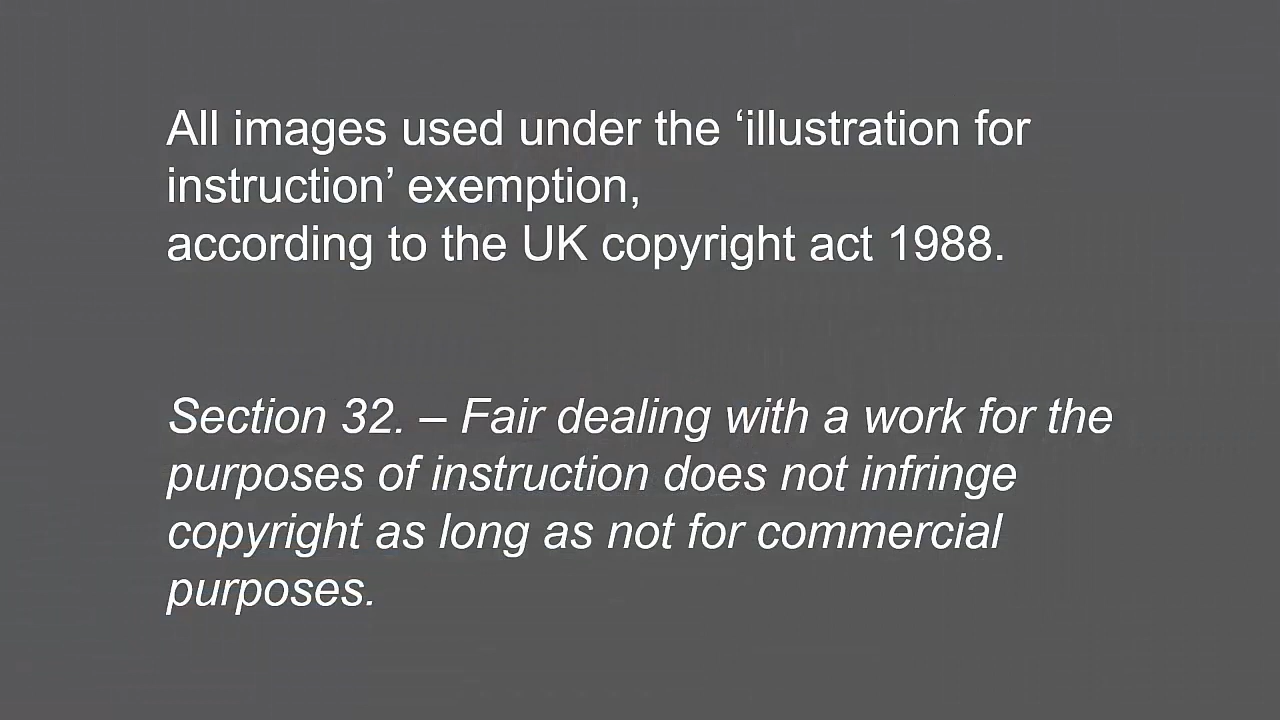 All images used under the ‘illustration for
instruction’ exemption,
according to the UK copyright act 1988.
Section 32. – Fair dealing with a work for the
purposes of instruction does not infringe
copyright as long as not for commercial
purposes.